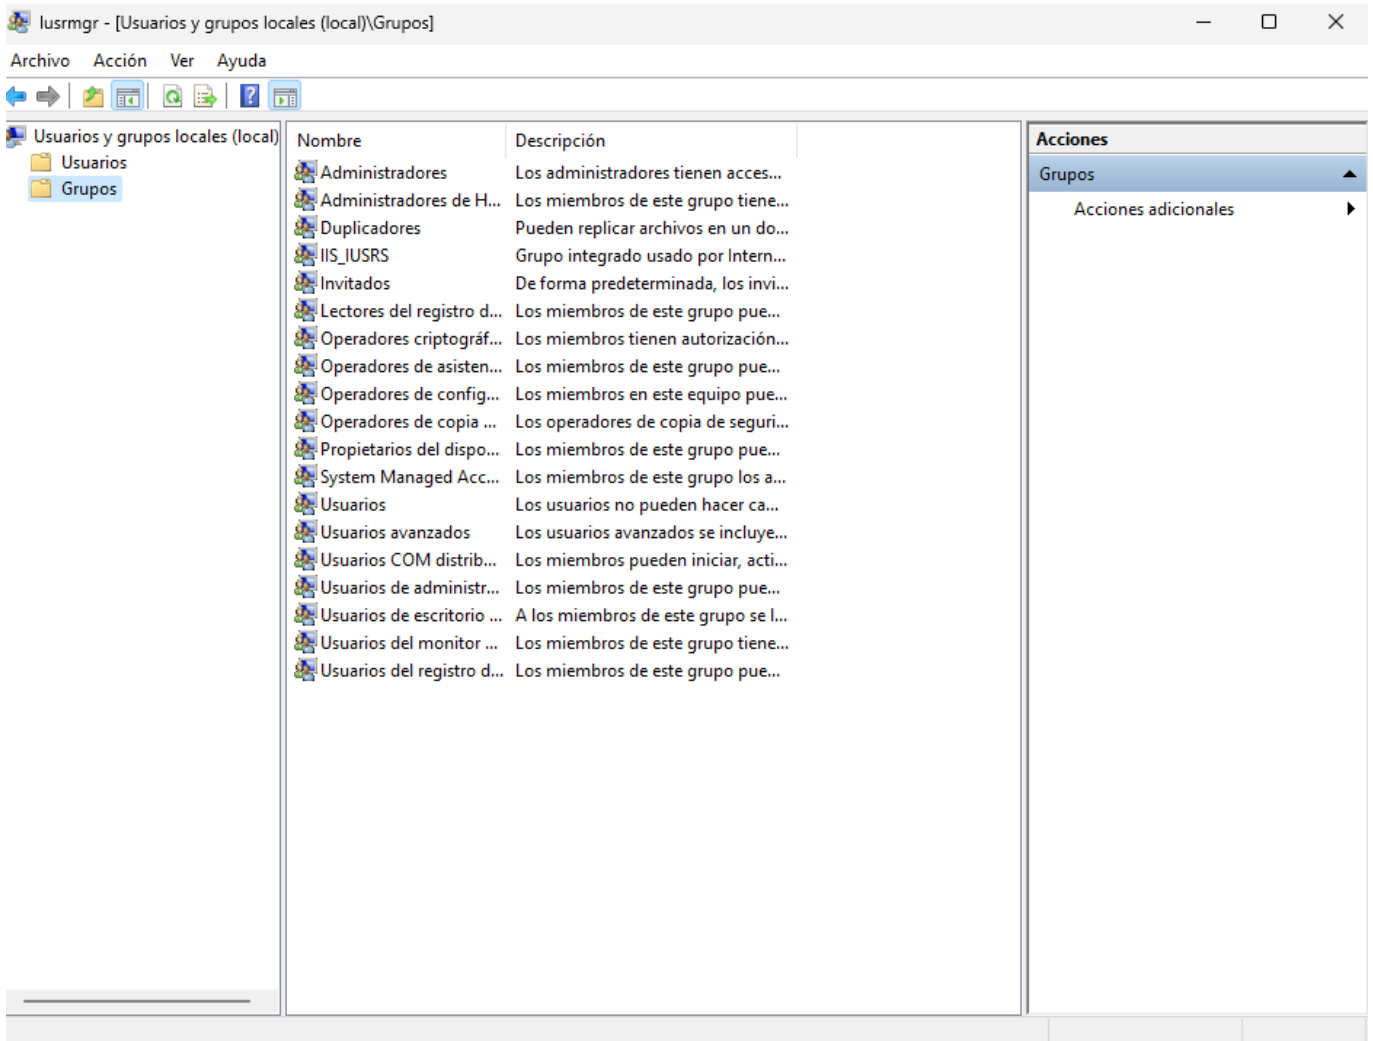 lusrmgr - [Usuarios y grupos locales (local)\Grupos]
Archivo Acción Ver Ayuda
Usuarios y grupos locales (local)
Usuarios
Grupos
Nombre Descripción
Administradores Los administradores tienen acces...
Administradores de H... Los miembros de este grupo tiene...
Duplicadores Pueden replicar archivos en un do...
IIS_IUSRS Grupo integrado usado por Intern...
Invitados De forma predeterminada, los invi...
Lectores del registro d... Los miembros de este grupo pue...
Operadores criptográf... Los miembros tienen autorización...
Operadores de asisten... Los miembros de este grupo pue...
Operadores de config... Los miembros en este equipo pue...
Operadores de copia ... Los operadores de copia de seguri...
Propietarios del dispo... Los miembros de este grupo pue...
System Managed Acc... Los miembros de este grupo los a...
Usuarios Los usuarios no pueden hacer ca...
Usuarios avanzados Los usuarios avanzados se incluye...
Usuarios COM distrib... Los miembros pueden iniciar, acti...
Usuarios de administr... Los miembros de este grupo pue...
Usuarios de escritorio ... A los miembros de este grupo se l...
Usuarios del monitor ... Los miembros de este grupo tiene...
Usuarios del registro d... Los miembros de este grupo pue...
Acciones
Grupos
Acciones adicionales